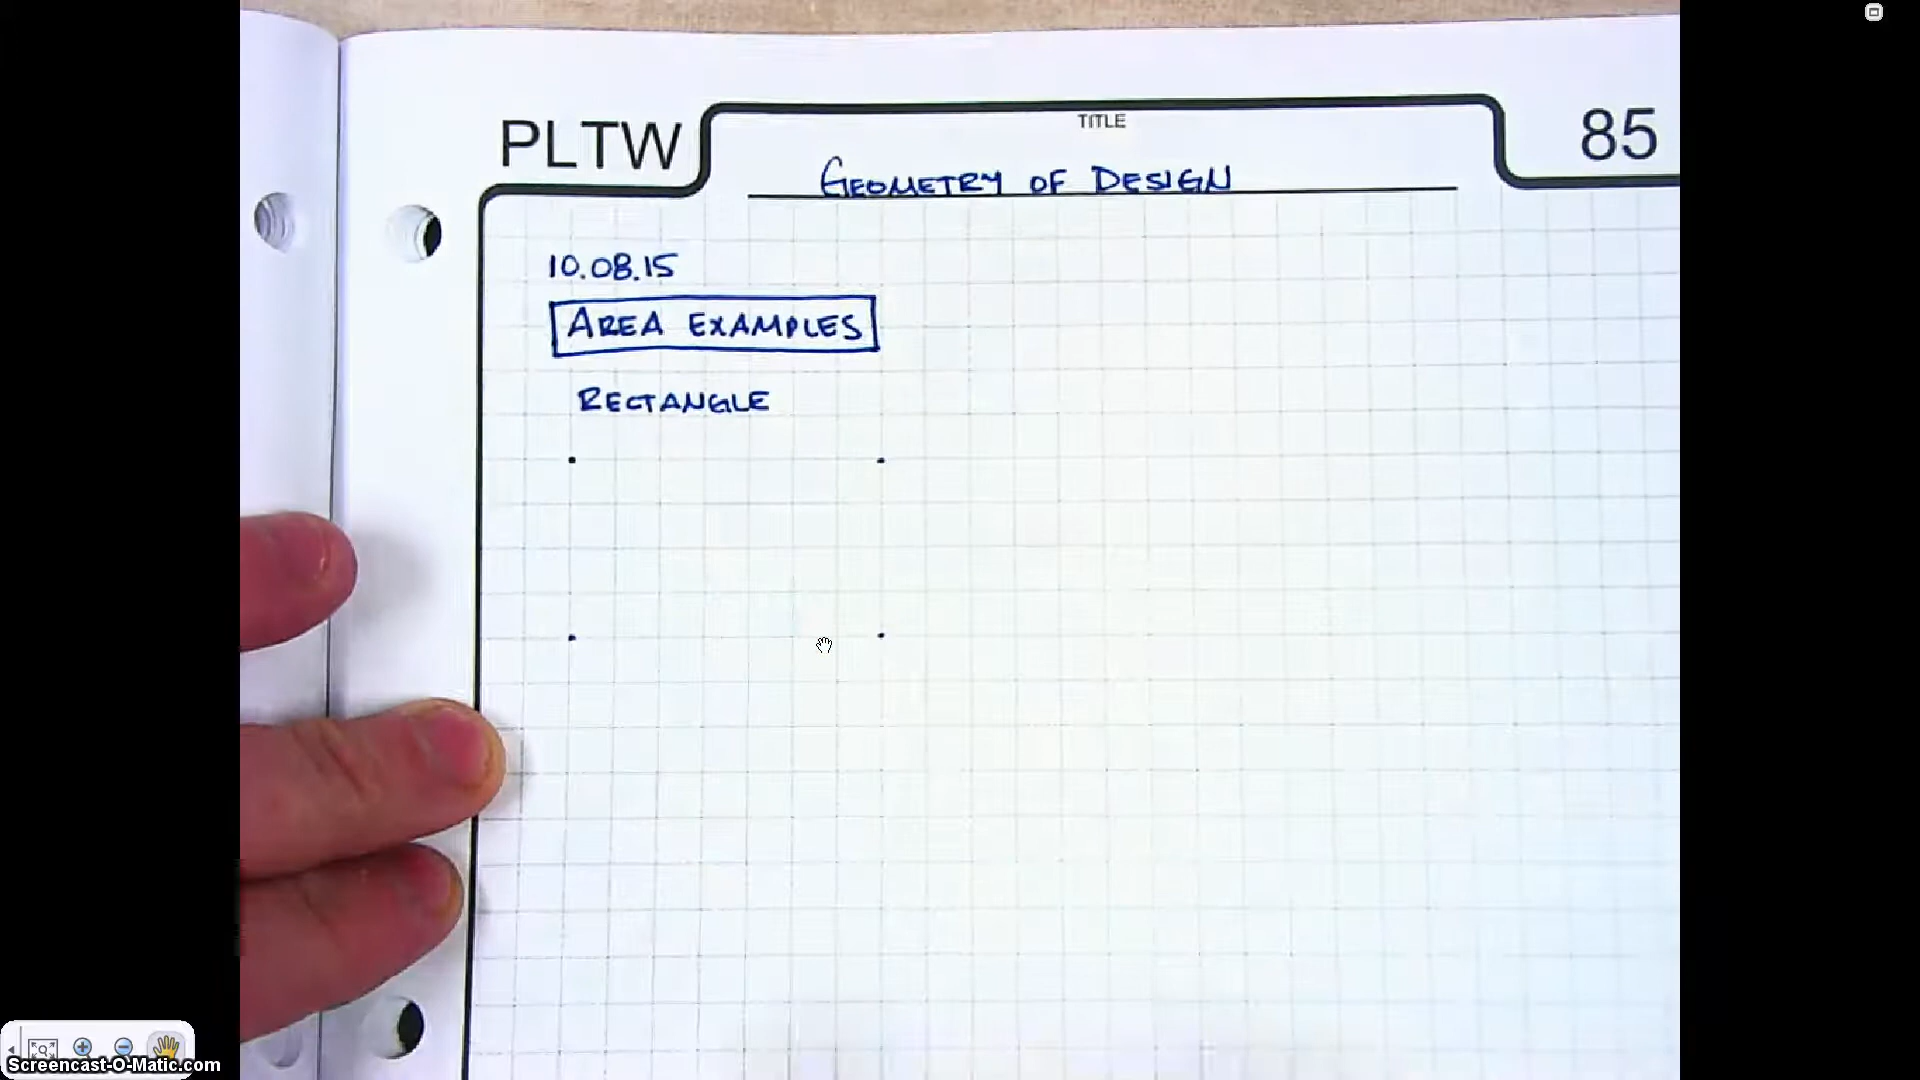 PLTW
TITLE
85
GEOMETRY OF DESIGN
10.08.15
AREA EXAMPLES
RECTANGLE
Screencast-O-Matic.com